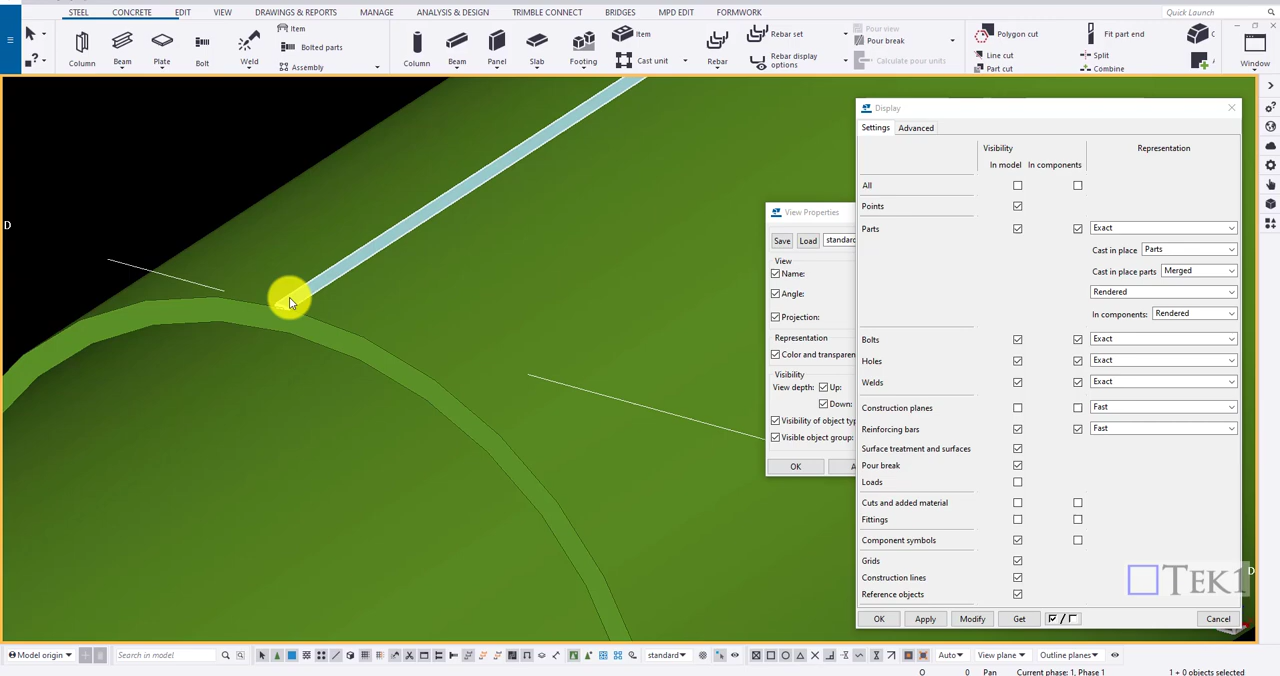 STEEL CONCRETE EDIT VIEW DRAWINGS & REPORTS MANAGE ANALYSIS & DESIGN TRIMBLE CONNECT BRIDGES MPD EDIT FORMWORK Quick Launch
Column Beam Plate Bolt Weld Item Bolted parts Assembly
Column Beam Panel Slab Footing Item Cast unit
Rebar Rebar set Rebar display options
Pour view Pour break Calculate pour units
Polygon cut Line cut Part cut
Fit part end Split Combine
Window
D
Display
Settings Advanced
Visibility Representation
In model In components
All
Points
Parts Exact
Cast in place Parts
Cast in place parts Merged
Rendered
In components: Rendered
Bolts Exact
Holes Exact
Welds Exact
Construction planes Fast
Reinforcing bars Fast
Surface treatment and surfaces
Pour break
Loads
Cuts and added material
Fittings
Component symbols
Grids
Construction lines
Reference objects
OK Apply Modify Get / Cancel
View Properties
Save Load standard
View
Name:
Angle:
Projection:
Representation
Color and transparen
Visibility
View depth: Up:
Down:
Visibility of object typ
Visible object group:
OK A
TEK1
D
Model origin Search in model standard Auto View plane Outline planes
O 0 Pan Current phase: 1, Phase 1 1 + 0 objects selected